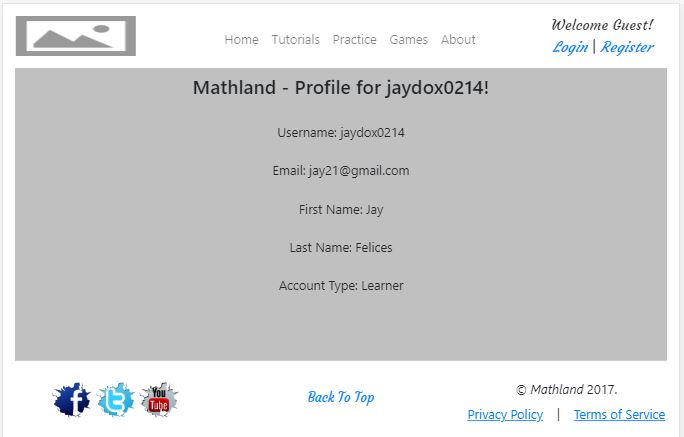 Home Tutorials Practice Games About
Welcome Guest!
Login | Register
Mathland - Profile for jaydox0214!
Username: jaydox0214
Email: jay21@gmail.com
First Name: Jay
Last Name: Felices
Account Type: Learner
f
t
You Tube
Back To Top
© Mathland 2017.
Privacy Policy | Terms of Service